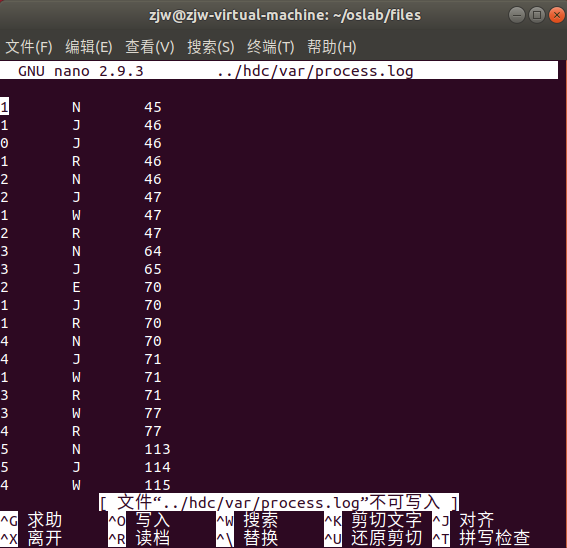 zjw@zjw-virtual-machine: ~/oslab/files
文件(F) 编辑(E) 查看(V) 搜索(S) 终端(T) 帮助(H)
GNU nano 2.9.3 ../hdc/var/process.log
1 N 45
1 J 46
0 J 46
1 R 46
2 N 46
2 J 47
1 W 47
2 R 47
3 N 64
3 J 65
2 E 70
1 J 70
1 R 70
4 N 70
4 J 71
1 W 71
3 R 71
3 W 77
4 R 77
5 N 113
5 J 114
4 W 115
[ 文件“../hdc/var/process.log”不可写入 ]
^G 求助 ^O 写入 ^W 搜索 ^K 剪切文字 ^J 对齐
^X 离开 ^R 读档 ^\ 替换 ^U 还原剪切 ^T 拼写检查